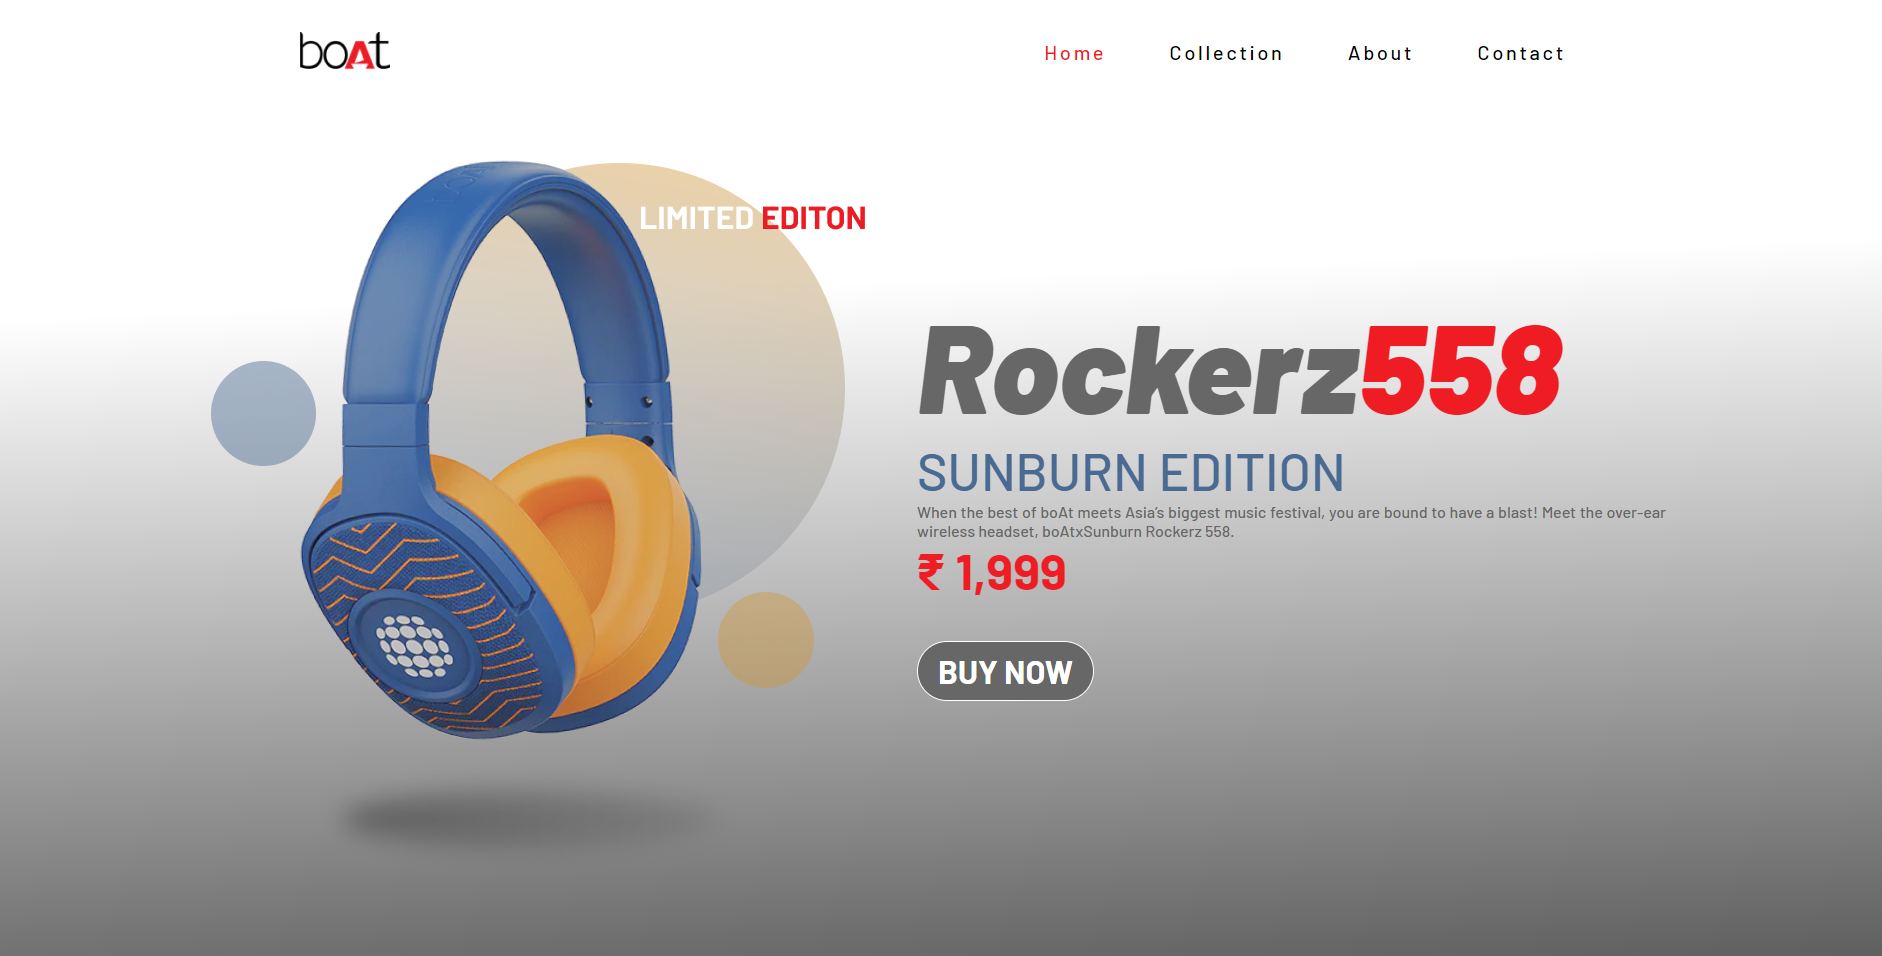 boAt
Home Collection About Contact
LIMITED EDITON
Rockerz558
SUNBURN EDITION
When the best of boAt meets Asia's biggest music festival, you are bound to have a blast! Meet the over-ear
wireless headset, boAtxSunburn Rockerz 558.
₹ 1,999
BUY NOW